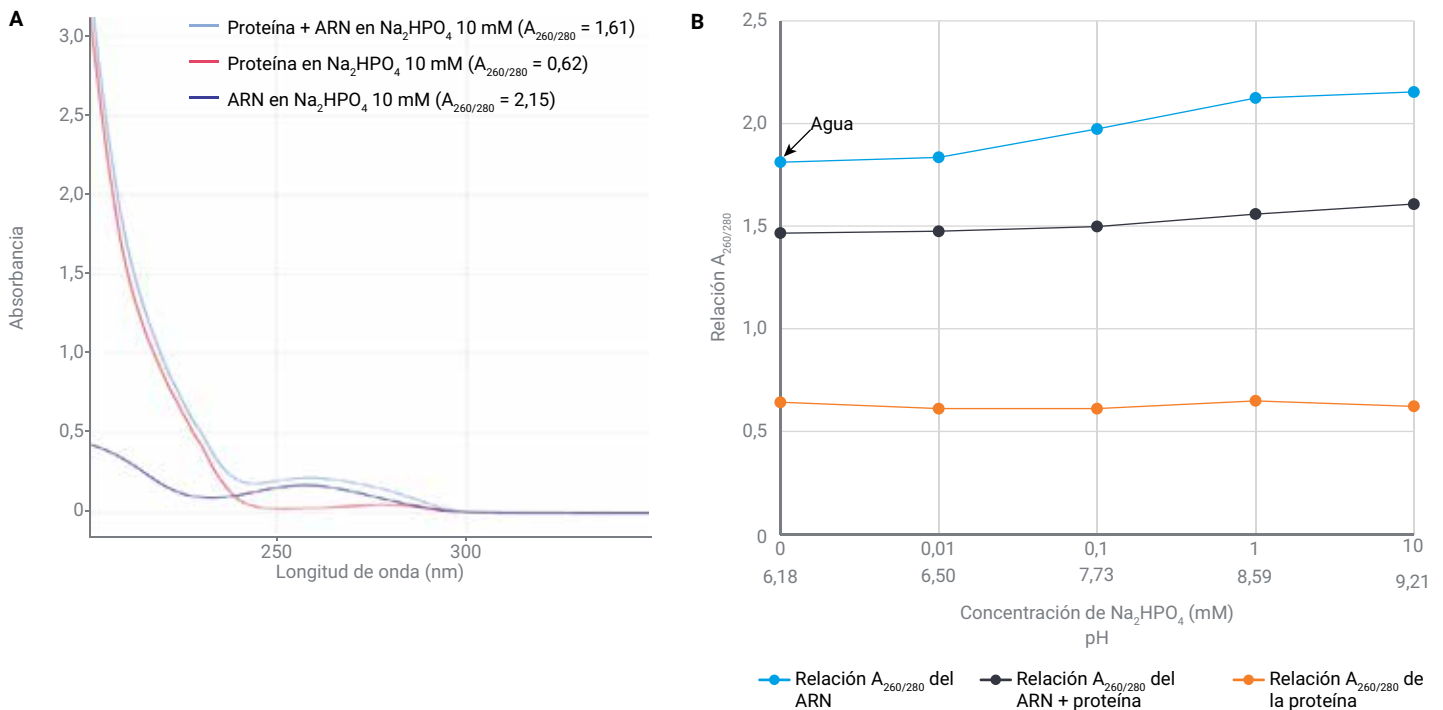 A
Proteína + ARN en Na₂HPO₄ 10 mM (A₂₆₀/₂₈₀ = 1,61)
Proteína en Na₂HPO₄ 10 mM (A₂₆₀/₂₈₀ = 0,62)
ARN en Na₂HPO₄ 10 mM (A₂₆₀/₂₈₀ = 2,15)
Absorbancia
3,0
2,5
2,0
1,5
1,0
0,5
0
250
300
Longitud de onda (nm)
B
Relación A₂₆₀/₂₈₀
2,5
2,0
1,5
1,0
0,5
0
Agua
0
0,01
0,1
1
10
6,18
6,50
7,73
8,59
9,21
Concentración de Na₂HPO₄ (mM)
pH
Relación A₂₆₀/₂₈₀ del
ARN
Relación A₂₆₀/₂₈₀ del
ARN + proteína
Relación A₂₆₀/₂₈₀ de
la proteína